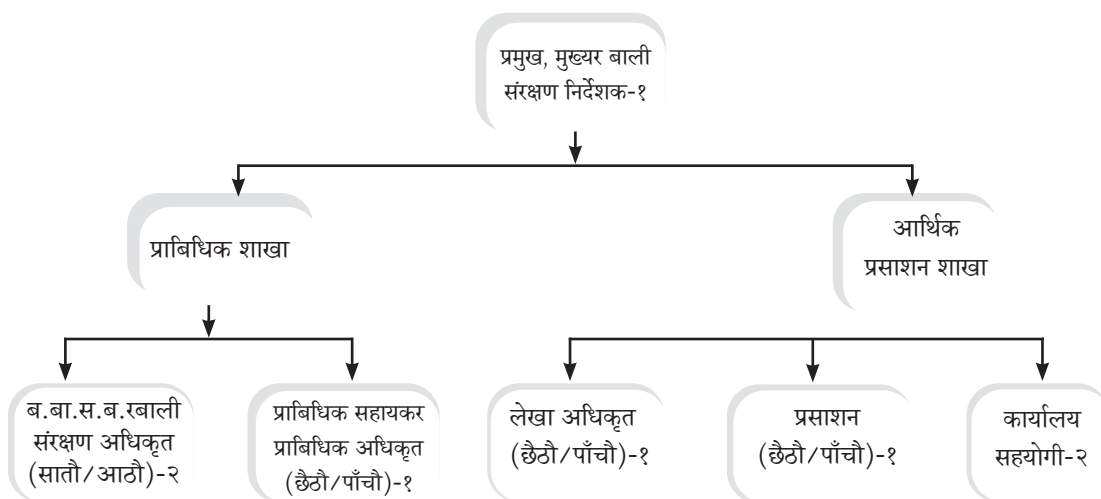 प्रमुख, मुख्यर बाली
संरक्षण निर्देशक-१
प्राबिधिक शाखा
आर्थिक
प्रसाशन शाखा
ब.बा.स.ब.रबाली
संरक्षण अधिकृत
(सातौ/आठौ)-२
प्राबिधिक सहायकर
प्राबिधिक अधिकृत
(छैठौ/पाँचौ)-१
लेखा अधिकृत
(छैठौ/पाँचौ)-१
प्रसाशन
(छैठौ/पाँचौ)-१
कार्यालय
सहयोगी-२